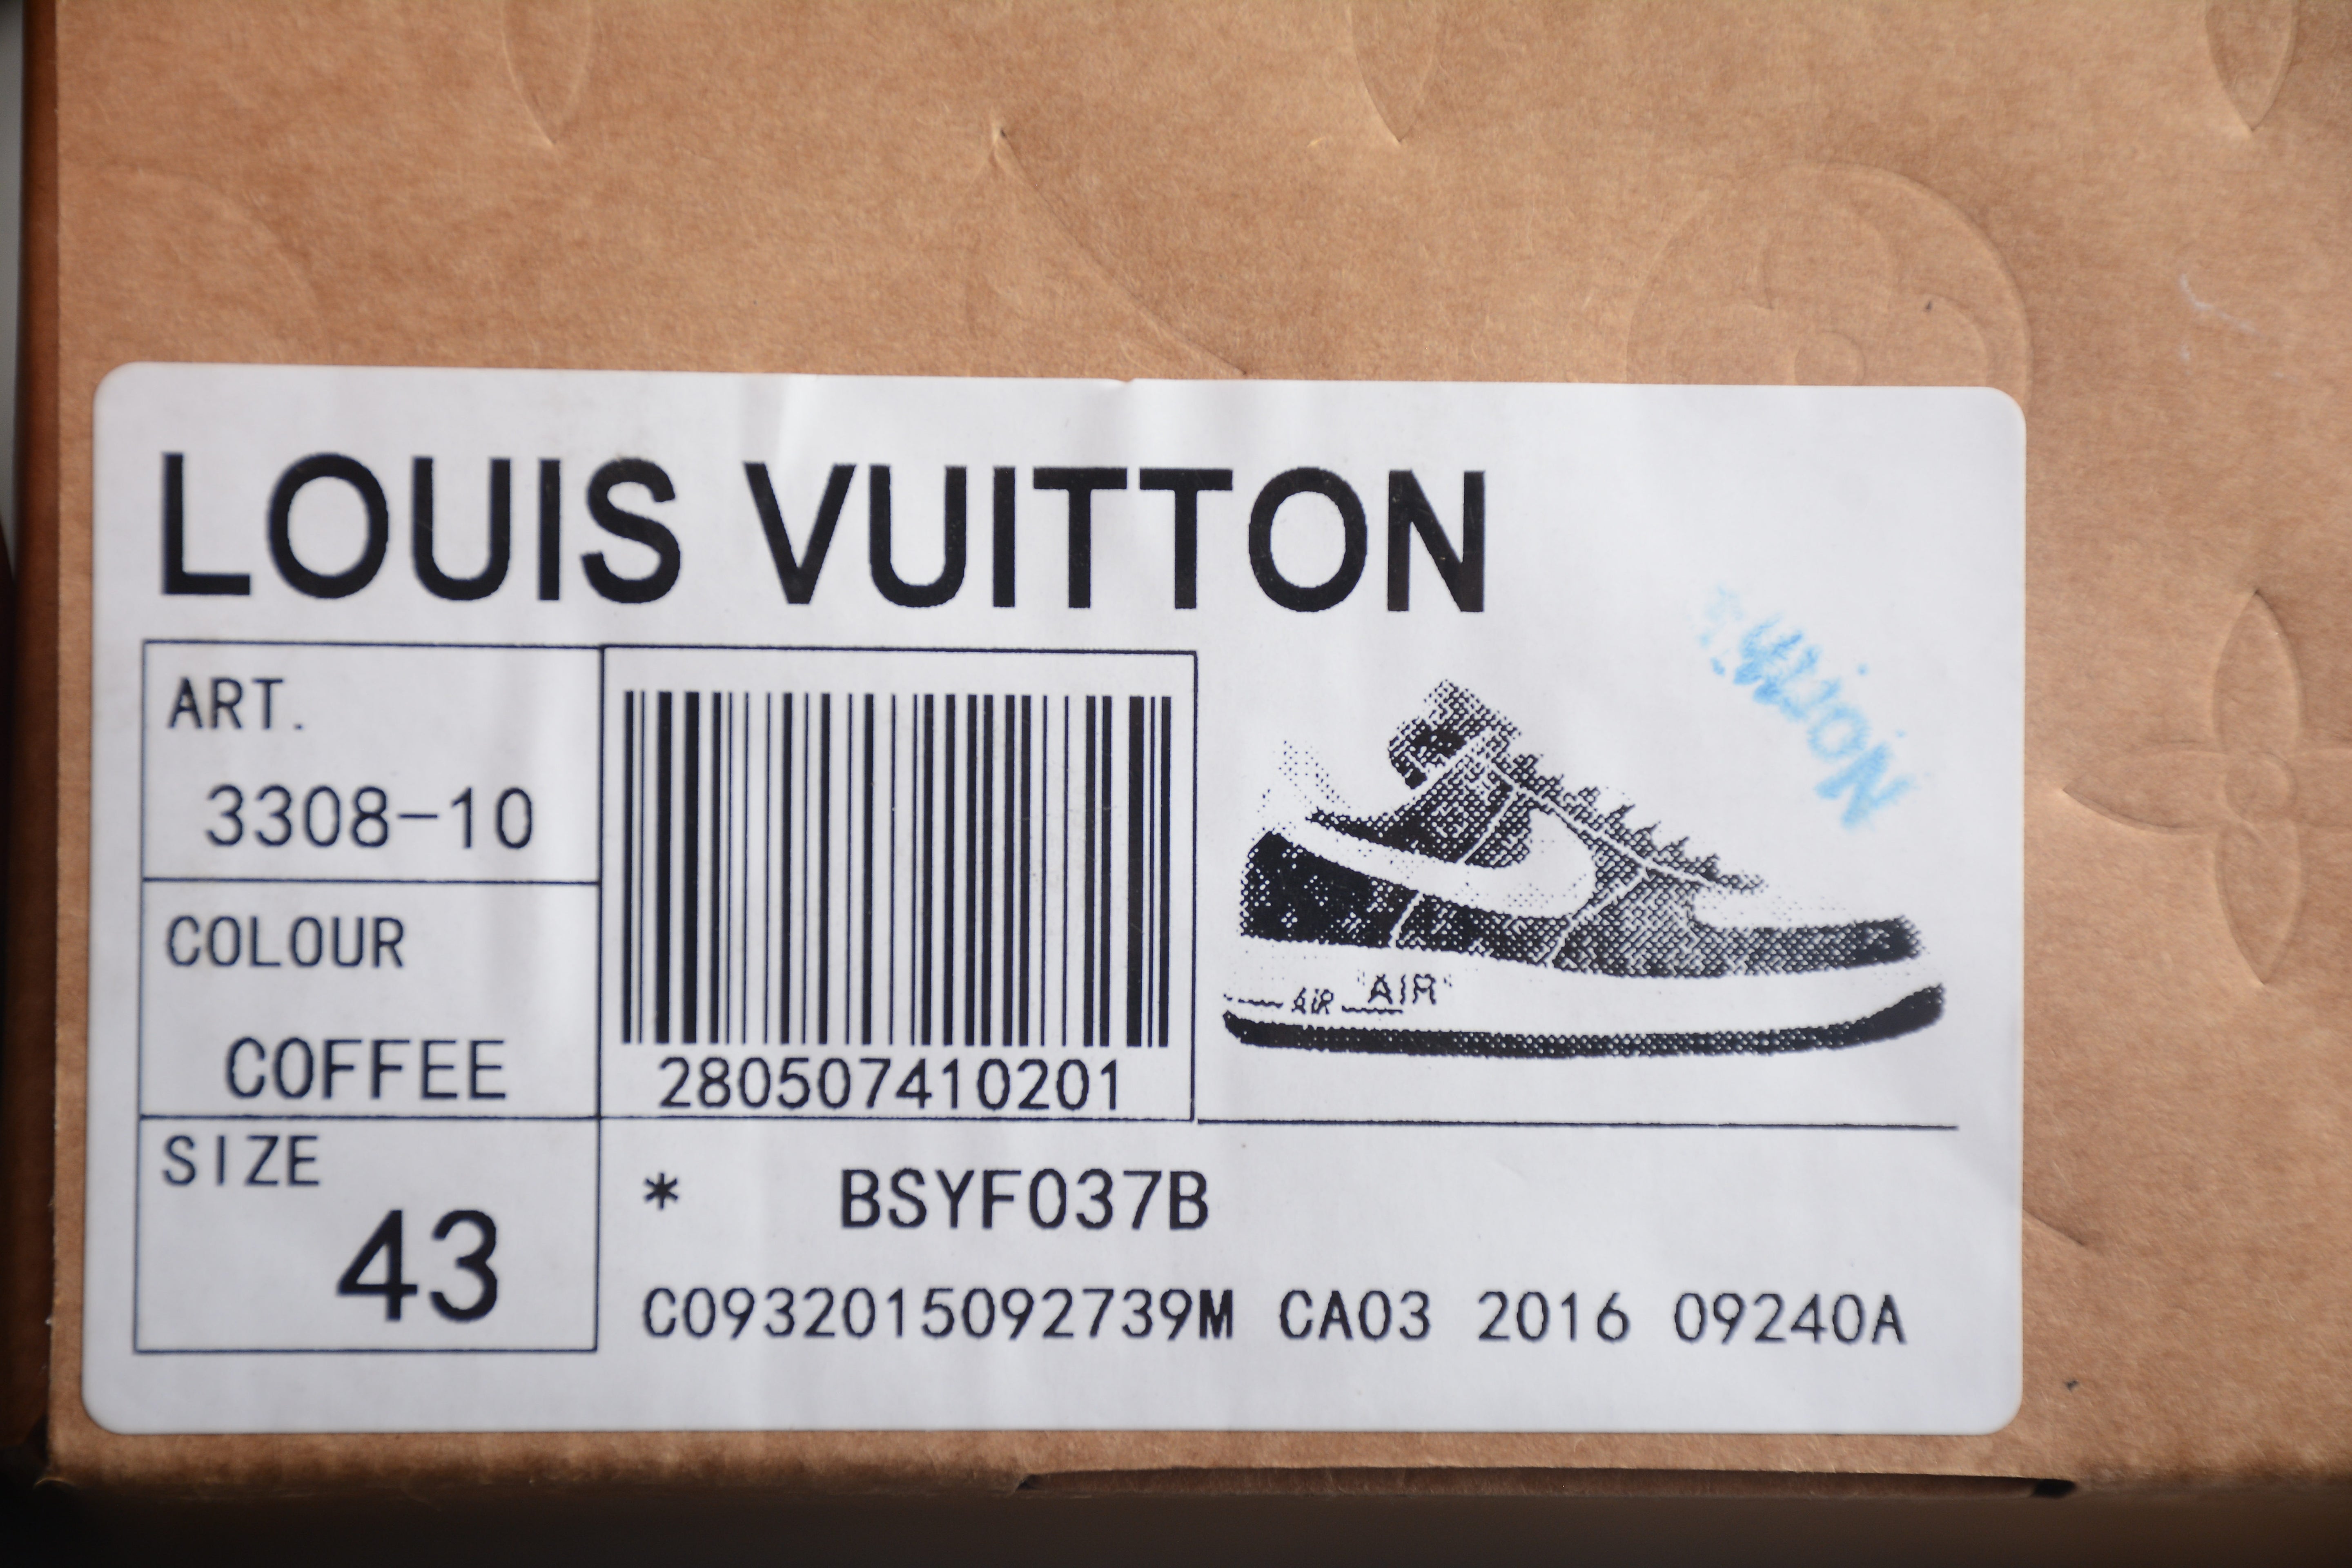 LOUIS VUITTON
ART.
3308-10
COLOUR
COFFEE
SIZE
43
280507410201
AIR "AIR"
* BSYF037B
C0932015092739M CA03 2016 09240A